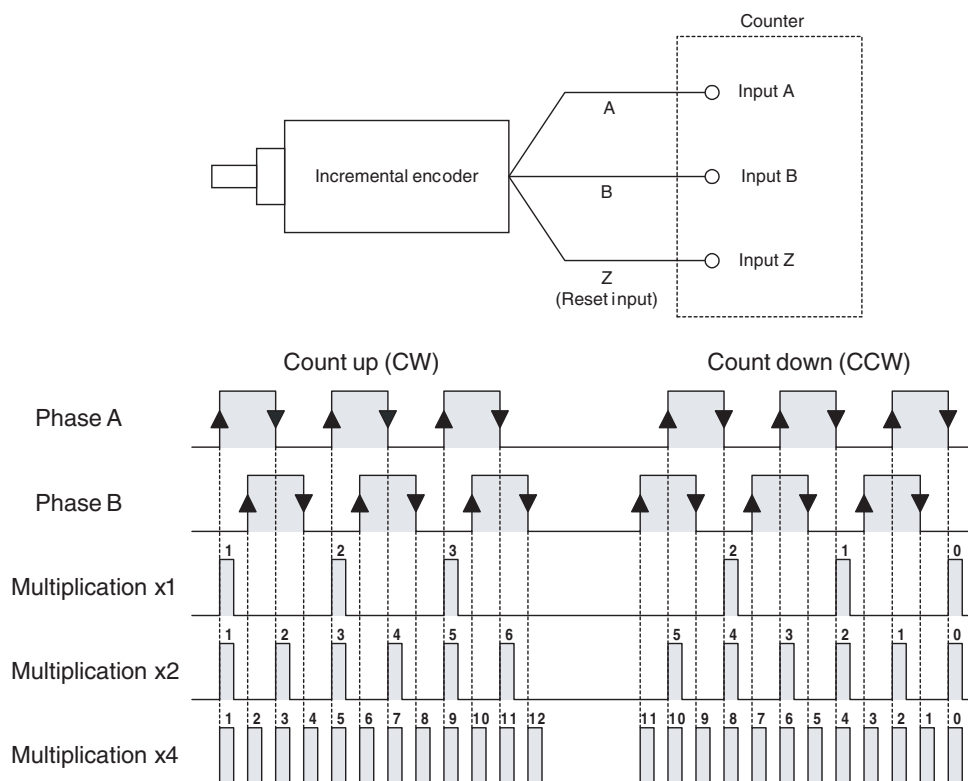 Counter
Input A
A
Incremental encoder
Input B
B
Input Z
Z
(Reset input)
Count up (CW)
Count down (CCW)
Phase A
Phase B
Multiplication x1
1 2 3 2 1 0
Multiplication x2
1 2 3 4 5 6 5 4 3 2 1 0
Multiplication x4
1 2 3 4 5 6 7 8 9 10 11 12 11 10 9 8 7 6 5 4 3 2 1 0